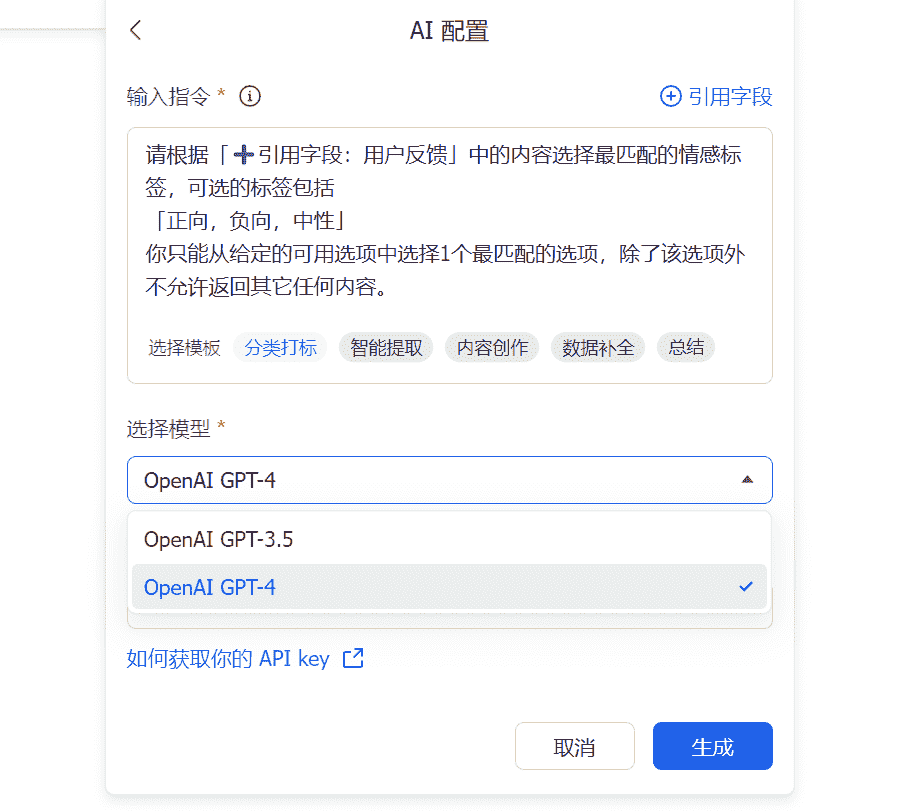 AI 配置
输入指令 * 引用字段
请根据「➕引用字段：用户反馈」中的内容选择最匹配的情感标
签，可选的标签包括
「正向，负向，中性」
你只能从给定的可用选项中选择1个最匹配的选项，除了该选项外
不允许返回其它任何内容。
选择模板 分类打标 智能提取 内容创作 数据补全 总结
选择模型 *
OpenAI GPT-4
OpenAI GPT-3.5
OpenAI GPT-4
如何获取你的 API key
取消 生成